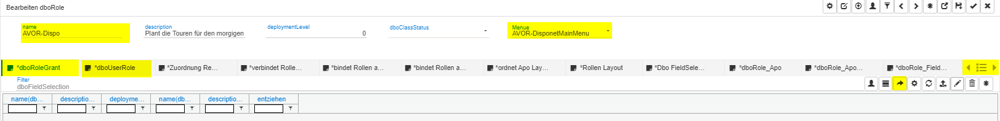 Bearbeiten dboRole
name description deploymentLevel dboClassStatus Menue
AVOR-Dispo Plant die Touren für den morgigen 0 AVOR-DisponetMainMenu
*dboRoleGrant *dboUserRole *Zuordnung Re... *verbindet Rolle... *bindet Rollen a... *bindet Rollen a... *ordnet Apo Lay... *Rollen Layout *Dbo FieldSele... *dboRole_Apo *dboRole_Apo... *dboRole_Field...
Filter
dboFieldSelection
name(db... descriptio... deployme... name(db... descriptio... entziehen